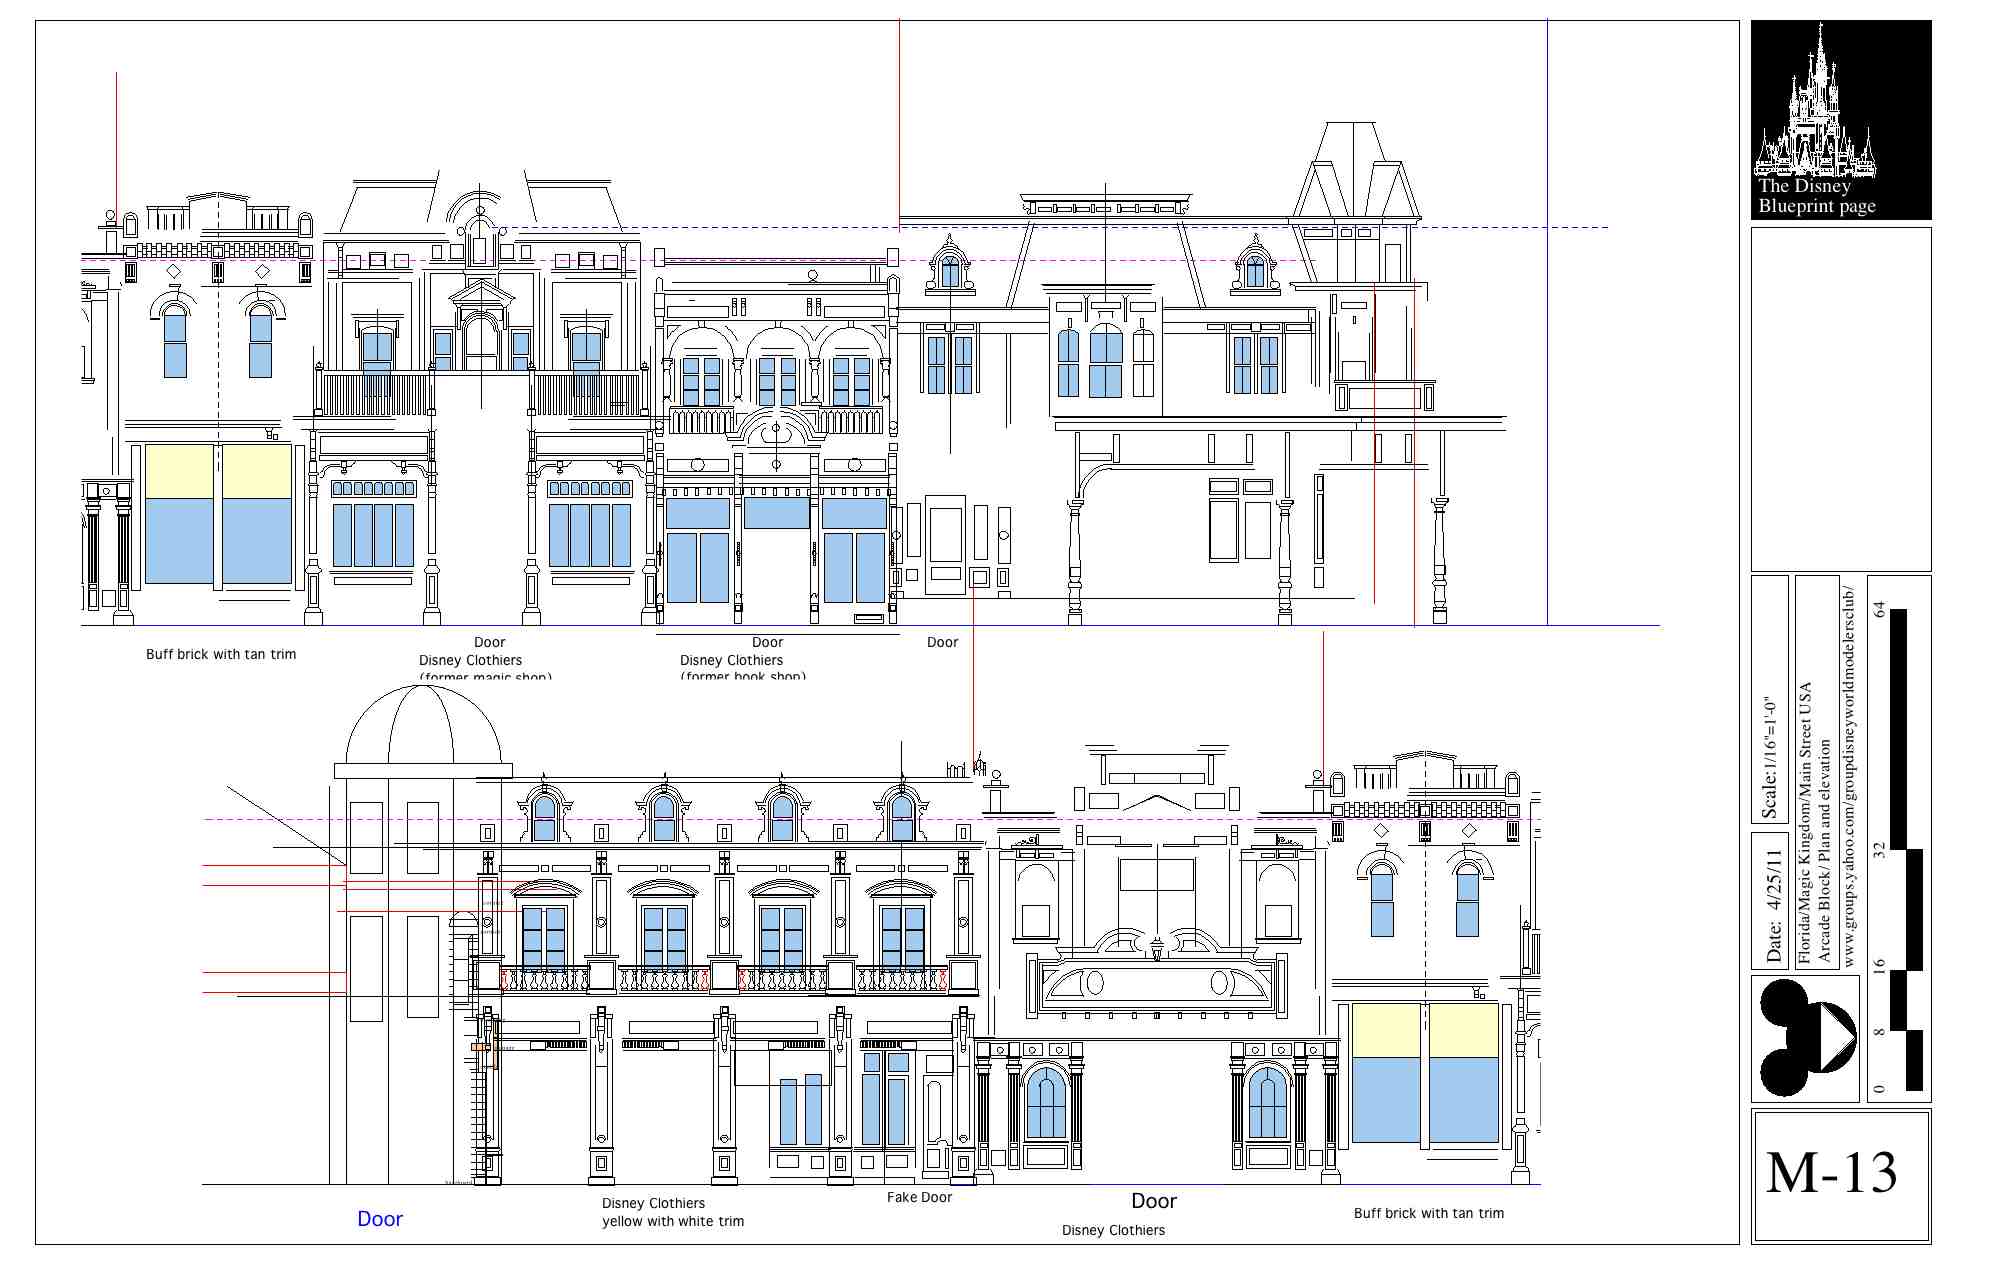 The Disney
Blueprint page
Door
Door
Door
Buff brick with tan trim
Disney Clothiers
(former magic shop)
Disney Clothiers
(former book shop)
Door
Disney Clothiers
yellow with white trim
Fake Door
Door
Disney Clothiers
Buff brick with tan trim
Scale:1/16"=1'-0"
Date: 4/25/11
Florida/Magic Kingdom/Main Street USA
Arcade Block/ Plan and elevation
www.groups.yahoo.com/groupdisneyworldmodelersclub/
64
32
16
8
0
M-13